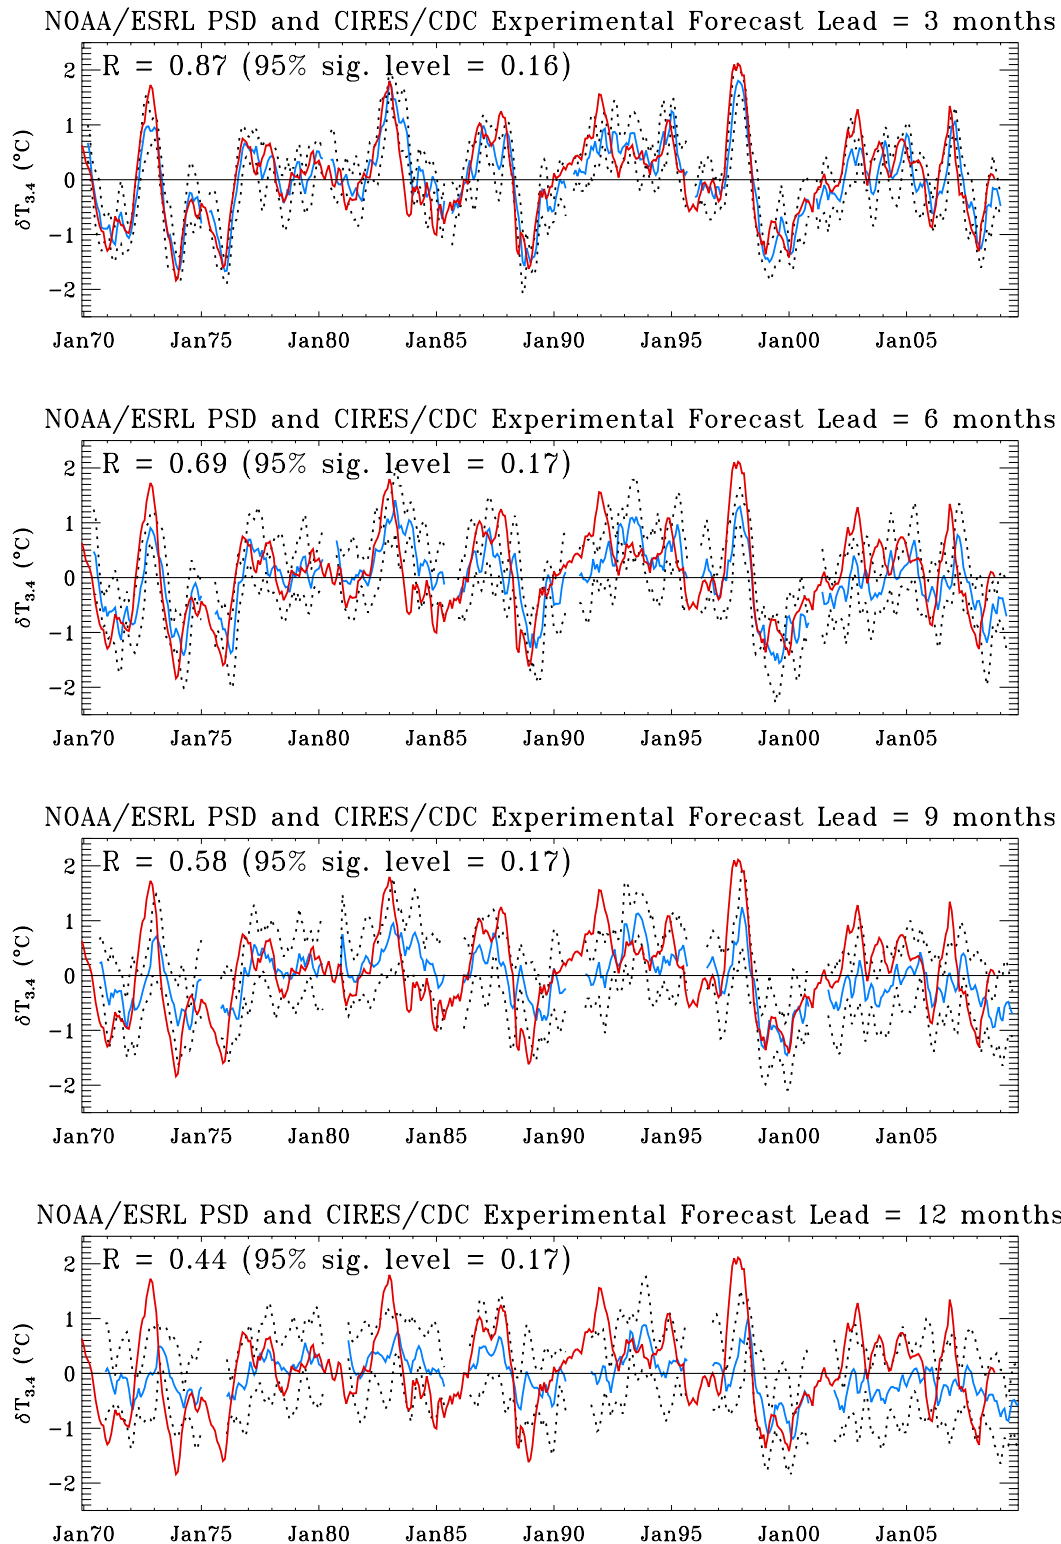 NOAA/ESRL PSD and CIRES/CDC Experimental Forecast Lead = 3 months
R = 0.87 (95% sig. level = 0.16)
2
1
0
−1
−2
δT3.4 (°C)
Jan70 Jan75 Jan80 Jan85 Jan90 Jan95 Jan00 Jan05
NOAA/ESRL PSD and CIRES/CDC Experimental Forecast Lead = 6 months
R = 0.69 (95% sig. level = 0.17)
2
1
0
−1
−2
δT3.4 (°C)
Jan70 Jan75 Jan80 Jan85 Jan90 Jan95 Jan00 Jan05
NOAA/ESRL PSD and CIRES/CDC Experimental Forecast Lead = 9 months
R = 0.58 (95% sig. level = 0.17)
2
1
0
−1
−2
δT3.4 (°C)
Jan70 Jan75 Jan80 Jan85 Jan90 Jan95 Jan00 Jan05
NOAA/ESRL PSD and CIRES/CDC Experimental Forecast Lead = 12 months
R = 0.44 (95% sig. level = 0.17)
2
1
0
−1
−2
δT3.4 (°C)
Jan70 Jan75 Jan80 Jan85 Jan90 Jan95 Jan00 Jan05